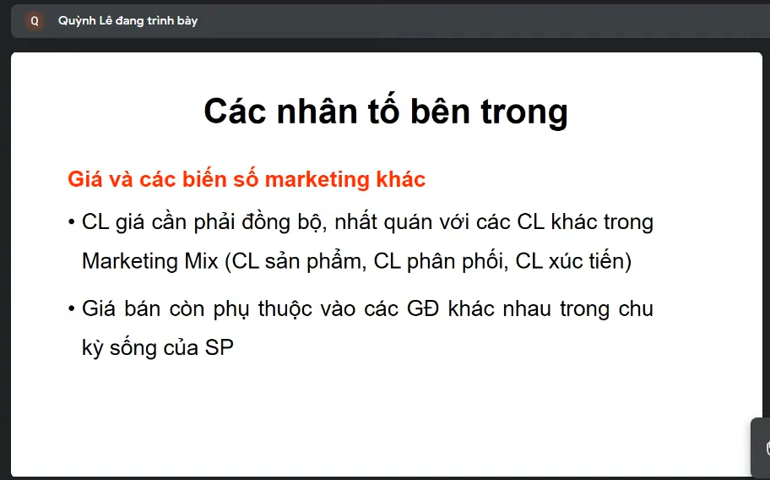 Q Quỳnh Lê đang trình bày
Các nhân tố bên trong
Giá và các biến số marketing khác
• CL giá cần phải đồng bộ, nhất quán với các CL khác trong
Marketing Mix (CL sản phẩm, CL phân phối, CL xúc tiến)
• Giá bán còn phụ thuộc vào các GĐ khác nhau trong chu
kỳ sống của SP